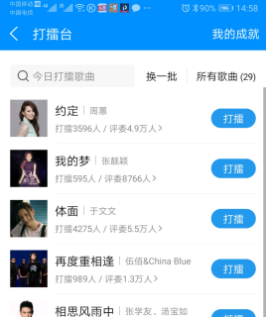 中国移动
中国电信
90% 14:58
打擂台 我的成就
今日打擂歌曲 换一批 所有歌曲 (29)
约定 周蕙
打擂3596人 / 评委4.9万人>
打擂
我的梦 张靓颖
打擂595人 / 评委8766人>
打擂
体面 于文文
打擂4275人 / 评委5.5万人>
打擂
再度重相逢 伍佰&China Blue
打擂989人 / 评委1.3万人>
打擂
相思风雨中 张学友、汤宝如